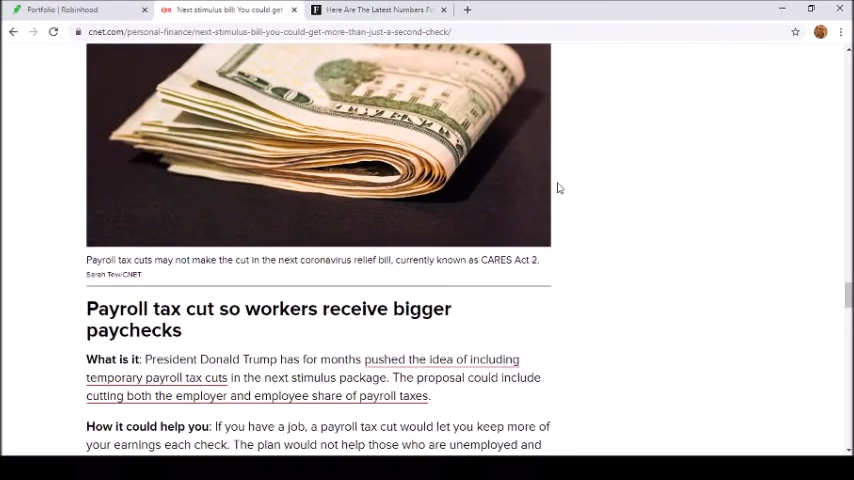 Portfolio | Robinhood
Next stimulus bill: You could get
Here Are The Latest Numbers Fo
cnet.com/personal-finance/next-stimulus-bill-you-could-get-more-than-just-a-second-check/
20
Payroll tax cuts may not make the cut in the next coronavirus relief bill, currently known as CARES Act 2.
Sarah Tew/CNET
Payroll tax cut so workers receive bigger
paychecks
What is it: President Donald Trump has for months pushed the idea of including
temporary payroll tax cuts in the next stimulus package. The proposal could include
cutting both the employer and employee share of payroll taxes.
How it could help you: If you have a job, a payroll tax cut would let you keep more of
your earnings each check. The plan would not help those who are unemployed and